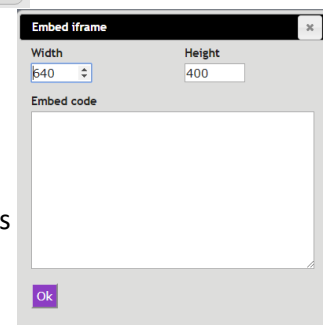 Embed iframe
Width Height
640 400
Embed code
s
Ok